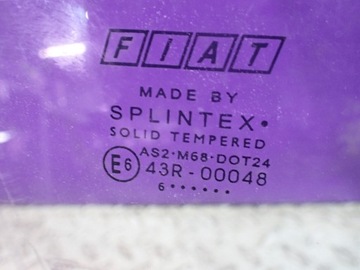 FIAT
MADE BY
SPLINTEX•
SOLID TEMPERED
AS2•M68•DOT24
E6 43R-00048
6••••••